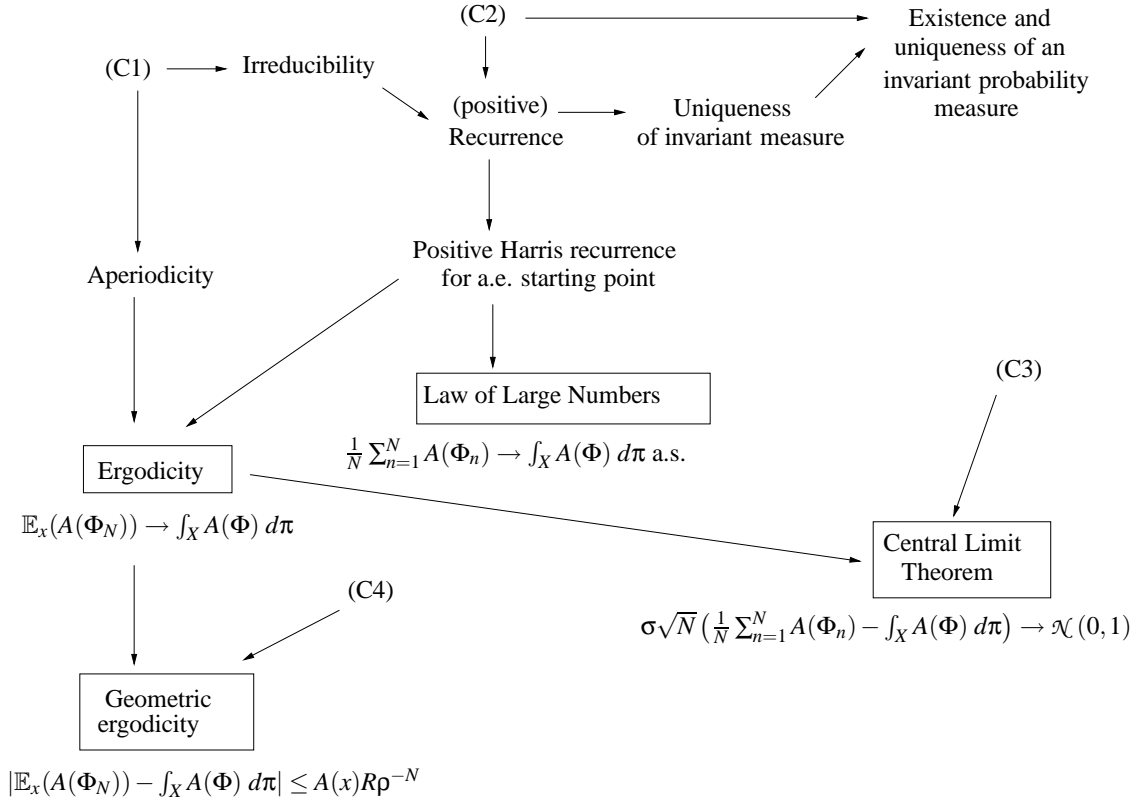 (C2)
Existence and
uniqueness of an
invariant probability
measure
(C1)
Irreducibility
(positive)
Recurrence
Uniqueness
of invariant measure
Positive Harris recurrence
for a.e. starting point
Aperiodicity
Law of Large Numbers
(C3)
$\frac{1}{N} \sum_{n=1}^{N} A(\Phi_n) \to \int_X A(\Phi) \, d\pi$ a.s.
Ergodicity
$\mathbb{E}_x(A(\Phi_N)) \to \int_X A(\Phi) \, d\pi$
Central Limit
Theorem
(C4)
$\sigma\sqrt{N} \left( \frac{1}{N} \sum_{n=1}^{N} A(\Phi_n) - \int_X A(\Phi) \, d\pi \right) \to \mathcal{N}(0,1)$
Geometric
ergodicity
$|\mathbb{E}_x(A(\Phi_N)) - \int_X A(\Phi) \, d\pi| \leq A(x) R \rho^{-N}$